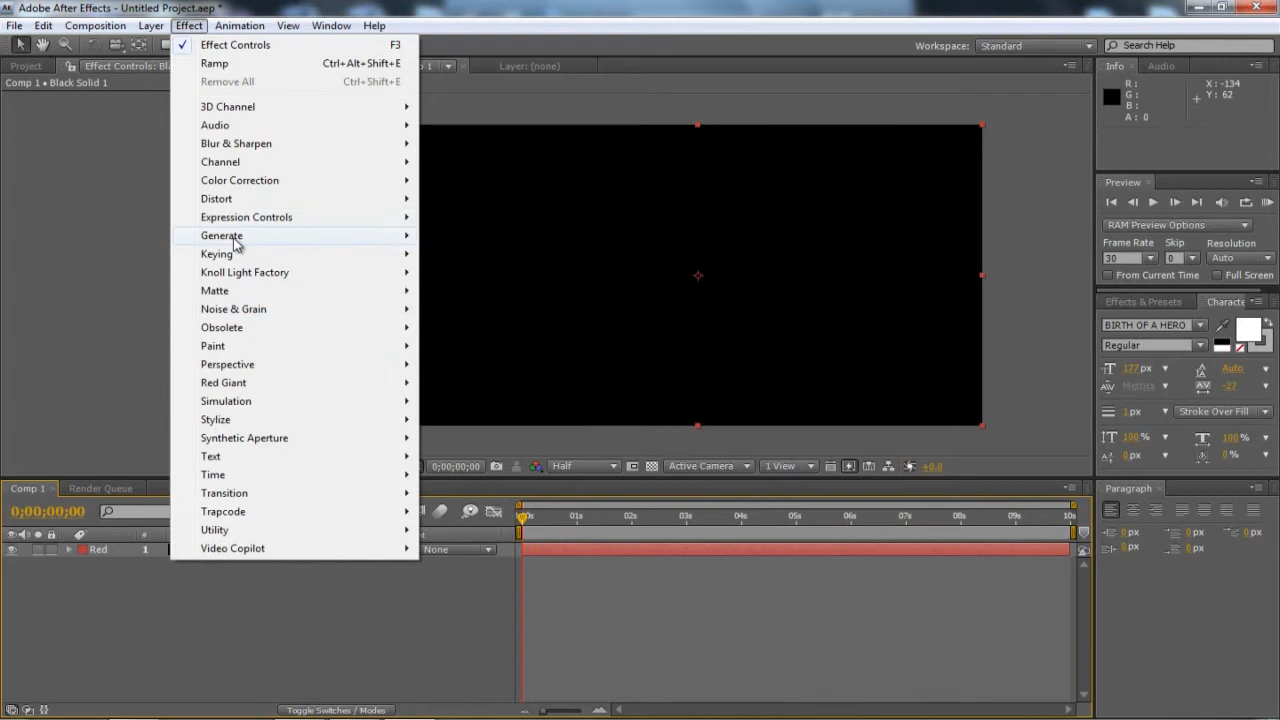 Adobe After Effects - Untitled Project.aep *
File Edit Composition Layer Effect Animation View Window Help
Workspace: Standard Search Help
Project Effect Controls: Bl
Comp 1 • Black Solid 1
Layer: (none)
Effect Controls F3
Ramp Ctrl+Alt+Shift+E
Remove All Ctrl+Shift+E
3D Channel
Audio
Blur & Sharpen
Channel
Color Correction
Distort
Expression Controls
Generate
Keying
Knoll Light Factory
Matte
Noise & Grain
Obsolete
Paint
Perspective
Red Giant
Simulation
Stylize
Synthetic Aperture
Text
Time
Transition
Trapcode
Utility
Video Copilot
Info Audio
R: X: -134
G: Y: 62
B:
A: 0
Preview
RAM Preview Options
Frame Rate Skip Resolution
30 0 Auto
From Current Time Full Screen
Effects & Presets Characte
BIRTH OF A HERO
Regular
177 px Auto
Metrics -27
1 px Stroke Over Fill
100 % 100 %
0 px 0 %
0;00;00;00 Half Active Camera 1 View +0.0
Comp 1 Render Queue
0;00;00;00
01s 02s 03s 04s 05s 06s 07s 08s 09s 10s
#
Red 1 None
Toggle Switches / Modes
Paragraph
0 px 0 px 0 px
0 px 0 px